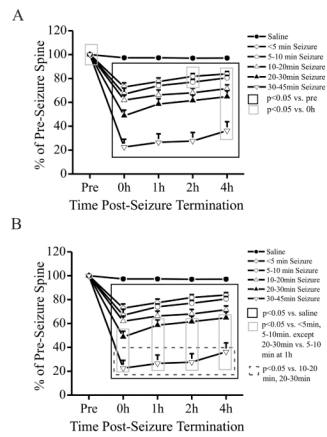 A
120
100
80
60
40
20
0
% of Pre-Seizure Spine
Pre 0h 1h 2h 4h
Time Post-Seizure Termination
Saline
<5 min Seizure
5-10 min Seizure
10-20min Seizure
20-30min Seizure
30-45min Seizure
p<0.05 vs. pre
p<0.05 vs. 0h
B
120
100
80
60
40
20
0
% of Pre-Seizure Spine
Pre 0h 1h 2h 4h
Time Post-Seizure Termination
Saline
<5 min Seizure
5-10 min Seizure
10-20min Seizure
20-30min Seizure
30-45min Seizure
p<0.05 vs. saline
p<0.05 vs. <5min,
5-10min. except
20-30min vs. 5-10
min at 1h
p<0.05 vs. 10-20
min, 20-30min